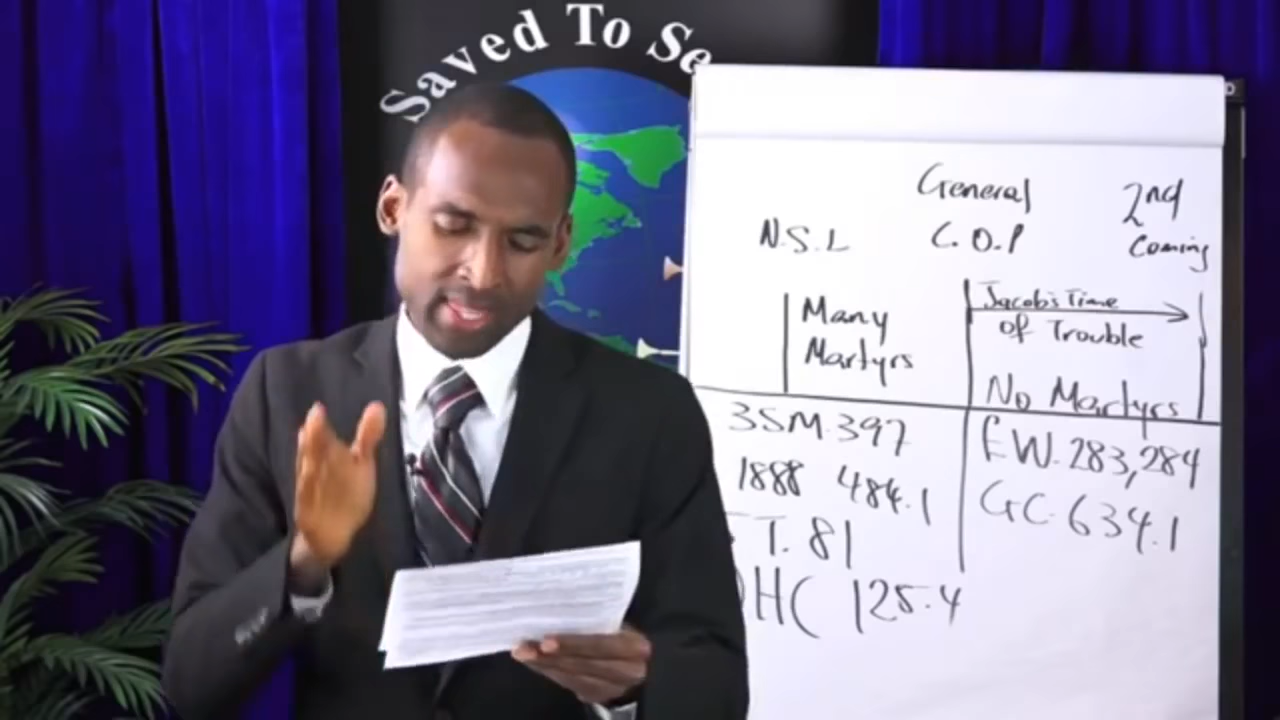 Saved To Se
General
2nd
N.S.L
C.O.P
Coming
Many
Martyrs
Jacob's Time
of Trouble
No Martyrs
3SM 397
1888 484.1
T. 81
HC 125.4
E.W. 283,284
GC 634.1